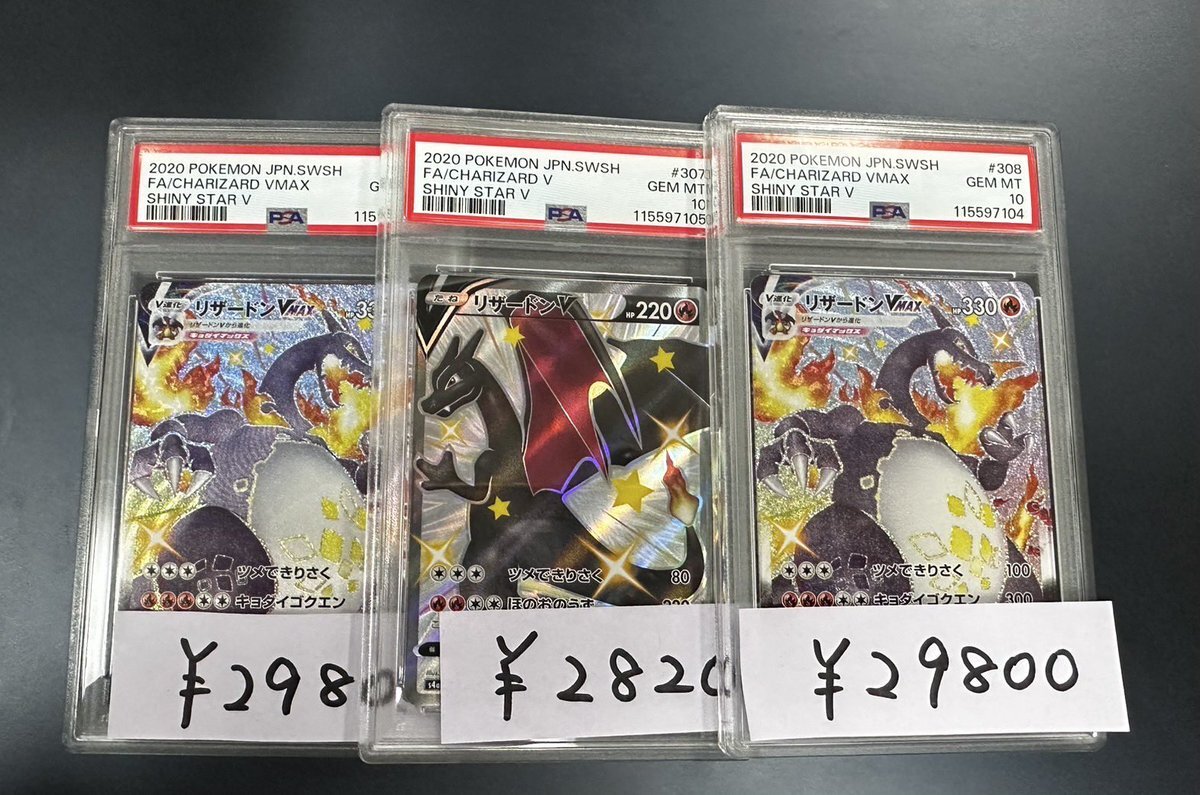 2020 POKEMON JPN.SWSH
FA/CHARIZARD VMAX
SHINY STAR V
PSA
V進化
リザードンVMAX
リザードンVから進化
キョダイマックス
ツメできりさく
キョダイゴクエン
¥298
2020 POKEMON JPN.SWSH #307
FA/CHARIZARD V GEM MT
SHINY STAR V 10
PSA 115597105
たね リザードンV HP 220
ツメできりさく 80
ほのおのうず
¥2820
2020 POKEMON JPN.SWSH #308
FA/CHARIZARD VMAX GEM MT
SHINY STAR V 10
PSA 115597104
V進化 リザードンVMAX HP 330
リザードンVから進化
キョダイマックス
ツメできりさく 100
キョダイゴクエン 300
¥29800